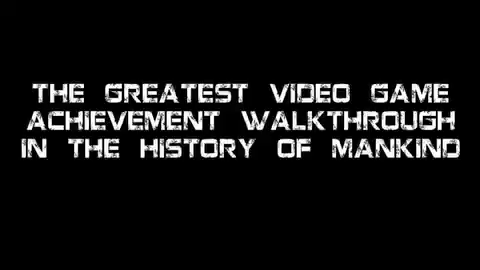 THE GREATEST VIDEO GAME
ACHIEVEMENT WALKTHROUGH
IN THE HISTORY OF MANKIND